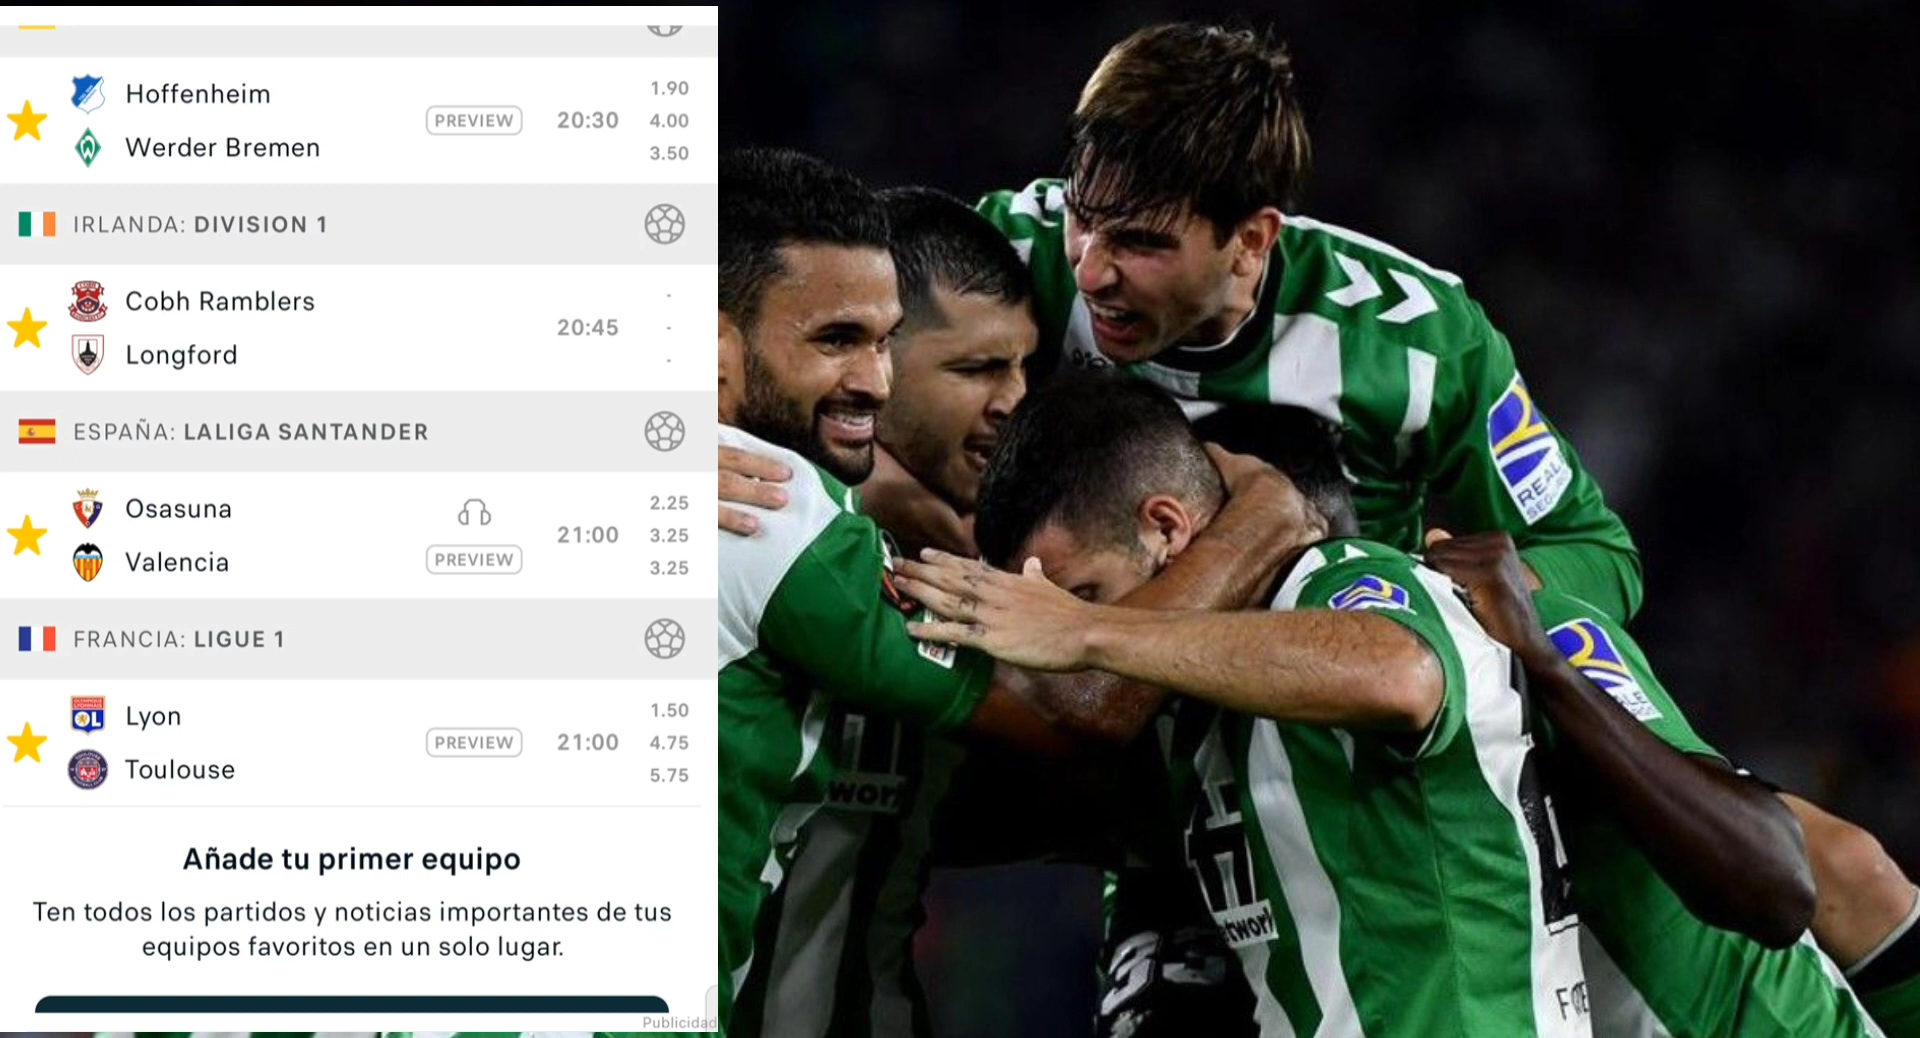 Hoffenheim
Werder Bremen
PREVIEW
20:30
1.90
4.00
3.50
IRLANDA: DIVISION 1
Cobh Ramblers
Longford
20:45
-
-
-
ESPAÑA: LALIGA SANTANDER
Osasuna
Valencia
PREVIEW
21:00
2.25
3.25
3.25
FRANCIA: LIGUE 1
Lyon
Toulouse
PREVIEW
21:00
1.50
4.75
5.75
Añade tu primer equipo
Ten todos los partidos y noticias importantes de tus
equipos favoritos en un solo lugar.
Publicidad
REAL